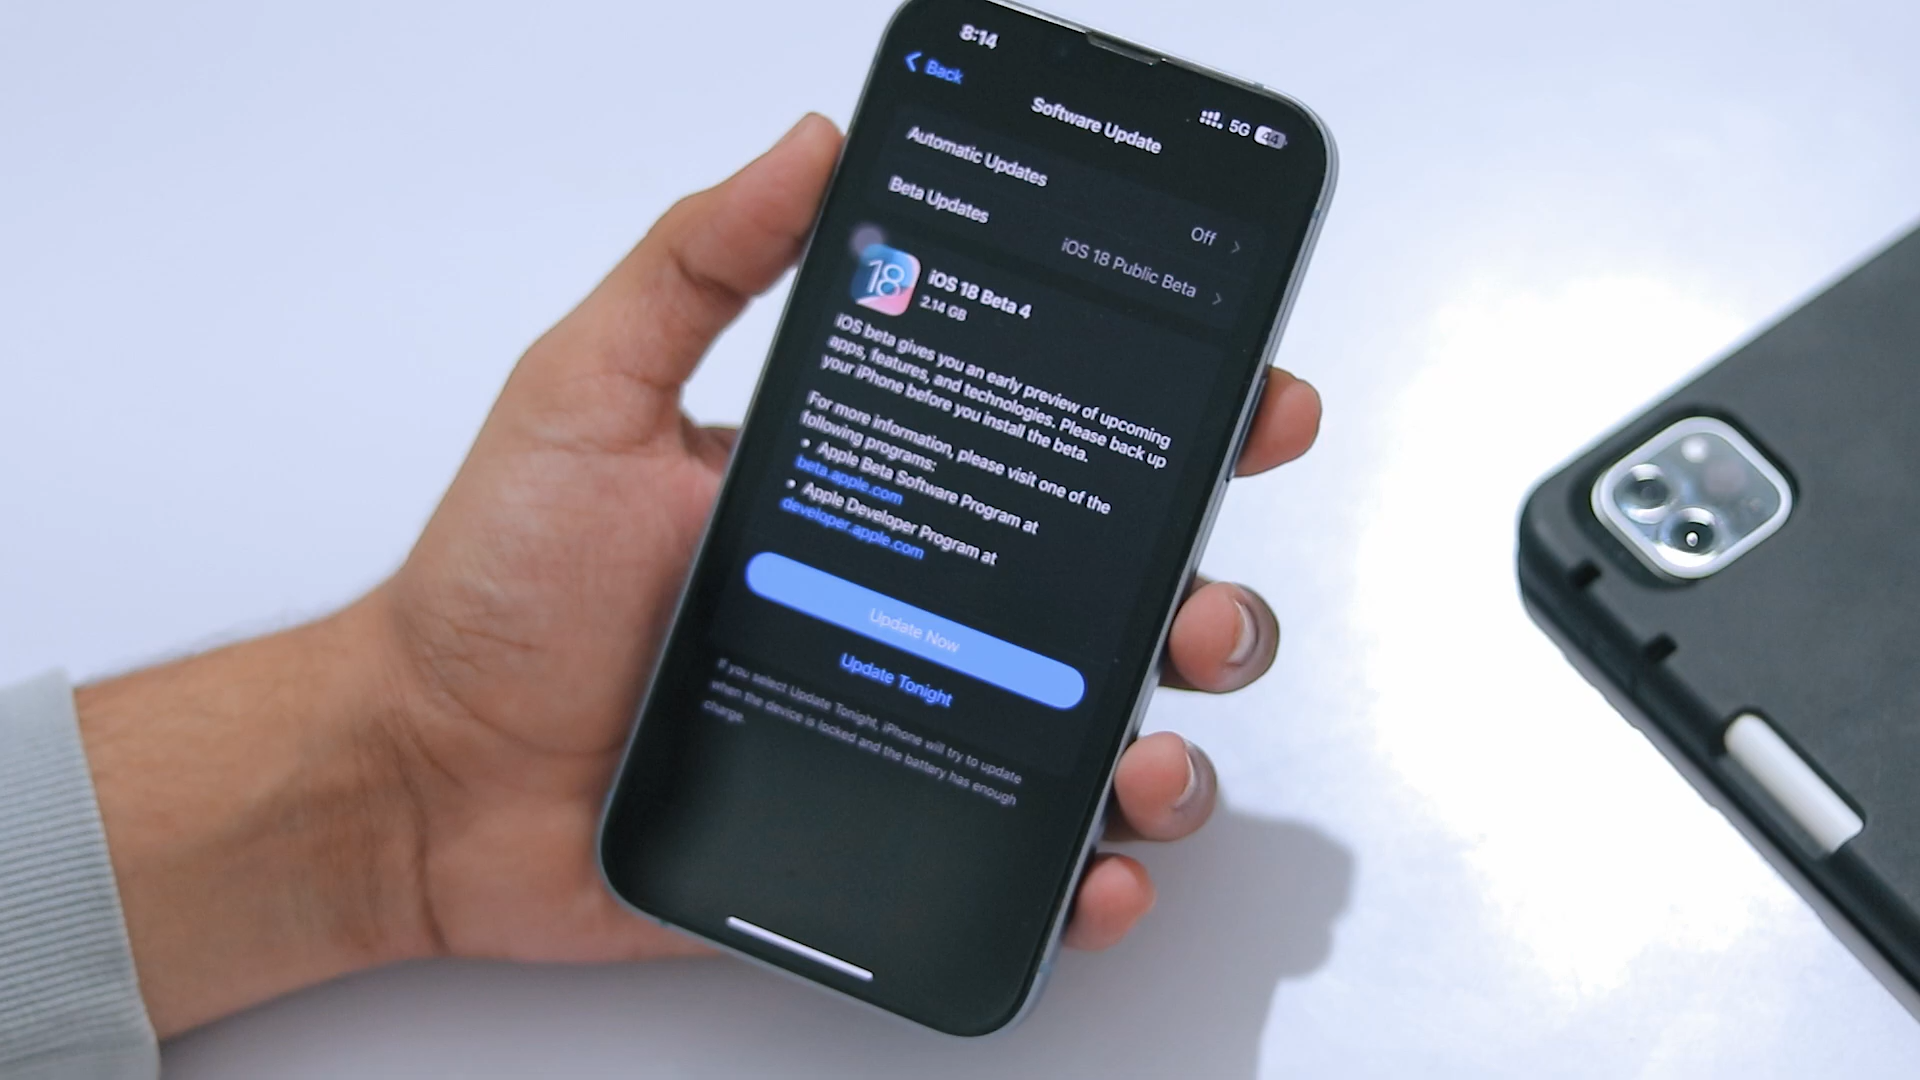 8:14
5G 44
Back
Software Update
Automatic Updates
Off
Beta Updates
iOS 18 Public Beta
18
iOS 18 Beta 4
2.14 GB
iOS beta gives you an early preview of upcoming
apps, features, and technologies. Please back up
your iPhone before you install the beta.
For more information, please visit one of the
following programs:
• Apple Beta Software Program at
beta.apple.com
• Apple Developer Program at
developer.apple.com
Update Now
Update Tonight
If you select Update Tonight, iPhone will try to update
when the device is locked and the battery has enough
charge.